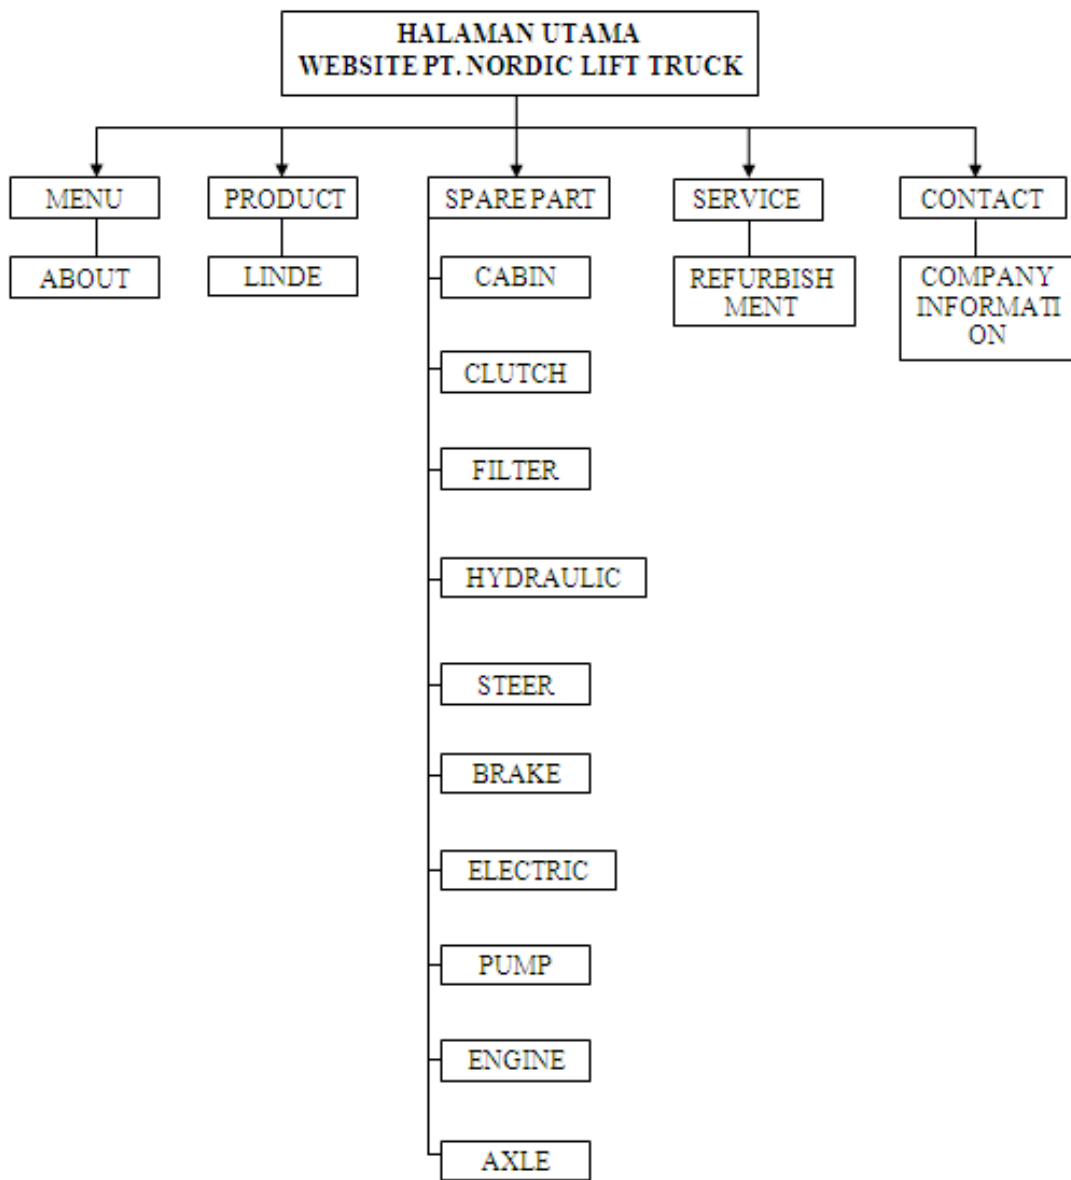 HALAMAN UTAMA
WEBSITE PT. NORDIC LIFT TRUCK
MENU
PRODUCT
SPARE PART
SERVICE
CONTACT
ABOUT
LINDE
CABIN
REFURBISH
MENT
COMPANY
INFORMATI
ON
CLUTCH
FILTER
HYDRAULIC
STEER
BRAKE
ELECTRIC
PUMP
ENGINE
AXLE